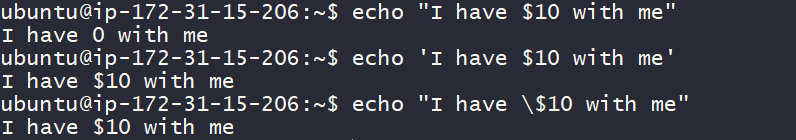 ubuntu@ip-172-31-15-206:~$ echo "I have $10 with me"
I have 0 with me
ubuntu@ip-172-31-15-206:~$ echo 'I have $10 with me'
I have $10 with me
ubuntu@ip-172-31-15-206:~$ echo "I have \$10 with me"
I have $10 with me